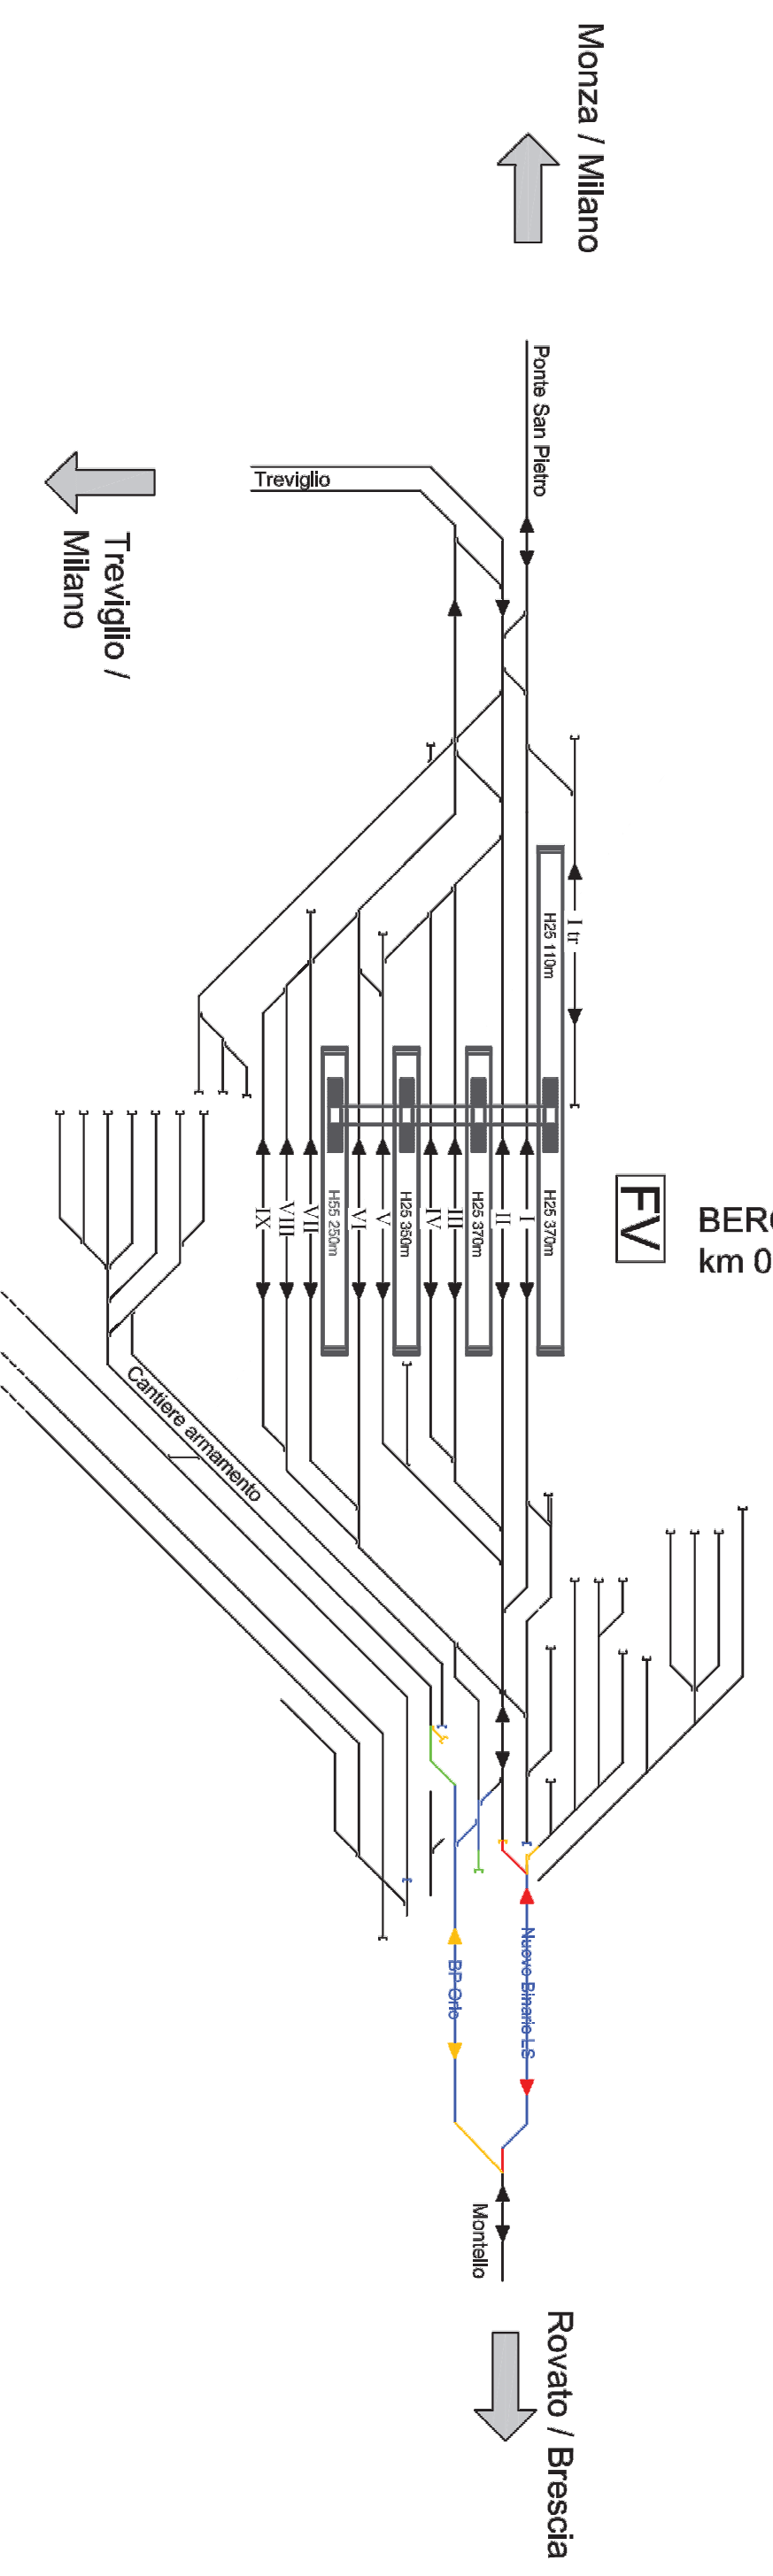 Monza / Milano
Ponte San Pietro
Treviglio
Treviglio /
Milano
I tr
H25 110m
FV
BERG
km 0
H25 370m
I
II
H25 370m
III
IV
H25 350m
V
VI
H55 250m
VII
VIII
IX
Cantiere armamento
Nuovo Binario LS
BP Orio
Montello
Rovato / Brescia